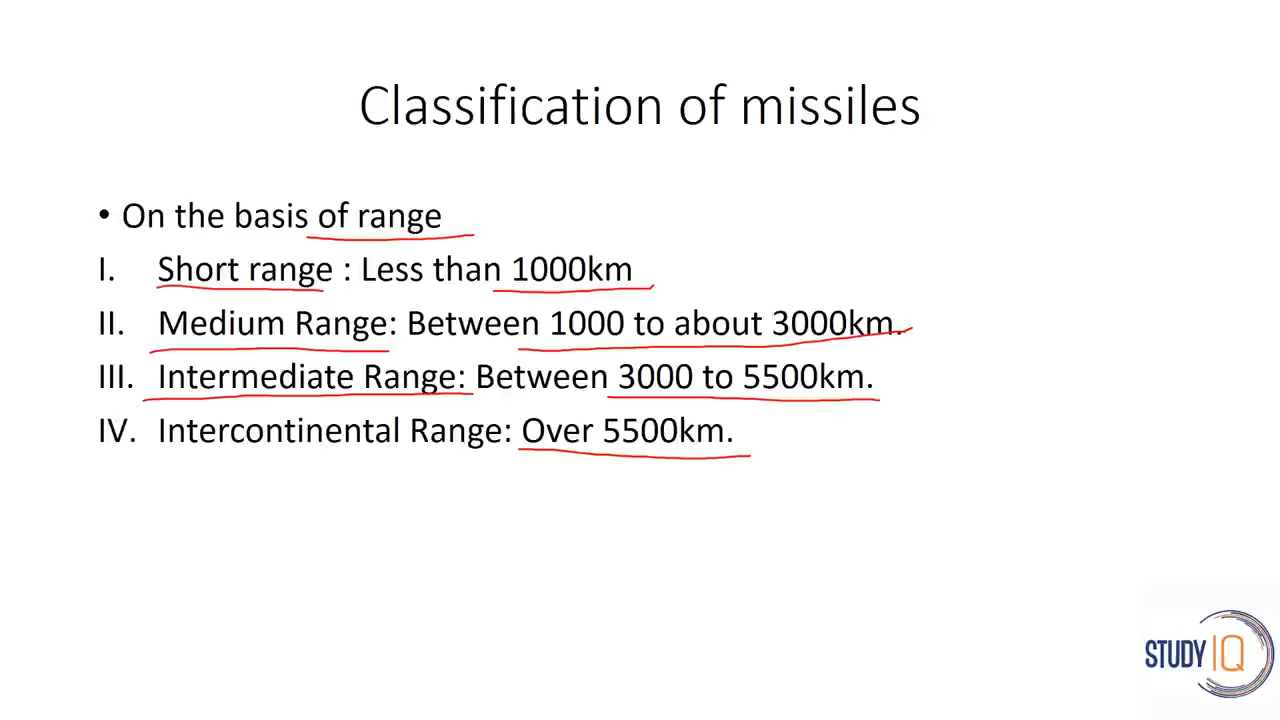 Classification of missiles
• On the basis of range
I. Short range : Less than 1000km
II. Medium Range: Between 1000 to about 3000km.
III. Intermediate Range: Between 3000 to 5500km.
IV. Intercontinental Range: Over 5500km.
STUDY IQ